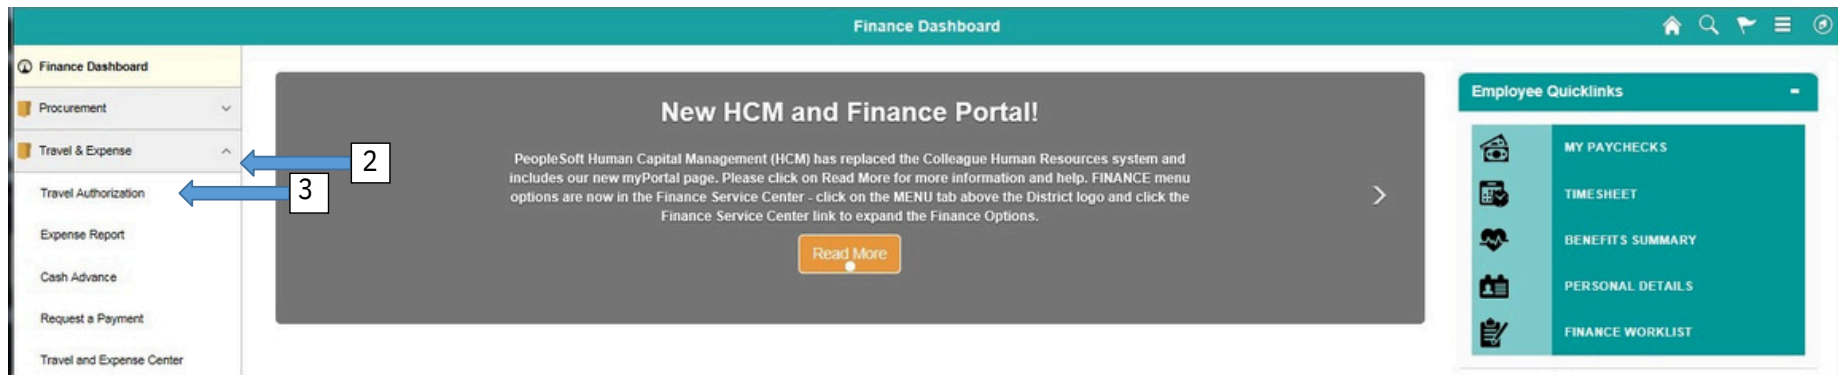 Finance Dashboard
Finance Dashboard
Procurement
Travel & Expense
2
Travel Authorization
3
Expense Report
Cash Advance
Request a Payment
Travel and Expense Center
New HCM and Finance Portal!
PeopleSoft Human Capital Management (HCM) has replaced the Colleague Human Resources system and
includes our new myPortal page. Please click on Read More for more information and help. FINANCE menu
options are now in the Finance Service Center - click on the MENU tab above the District logo and click the
Finance Service Center link to expand the Finance Options.
Read More
Employee Quicklinks
MY PAYCHECKS
TIMESHEET
BENEFITS SUMMARY
PERSONAL DETAILS
FINANCE WORKLIST